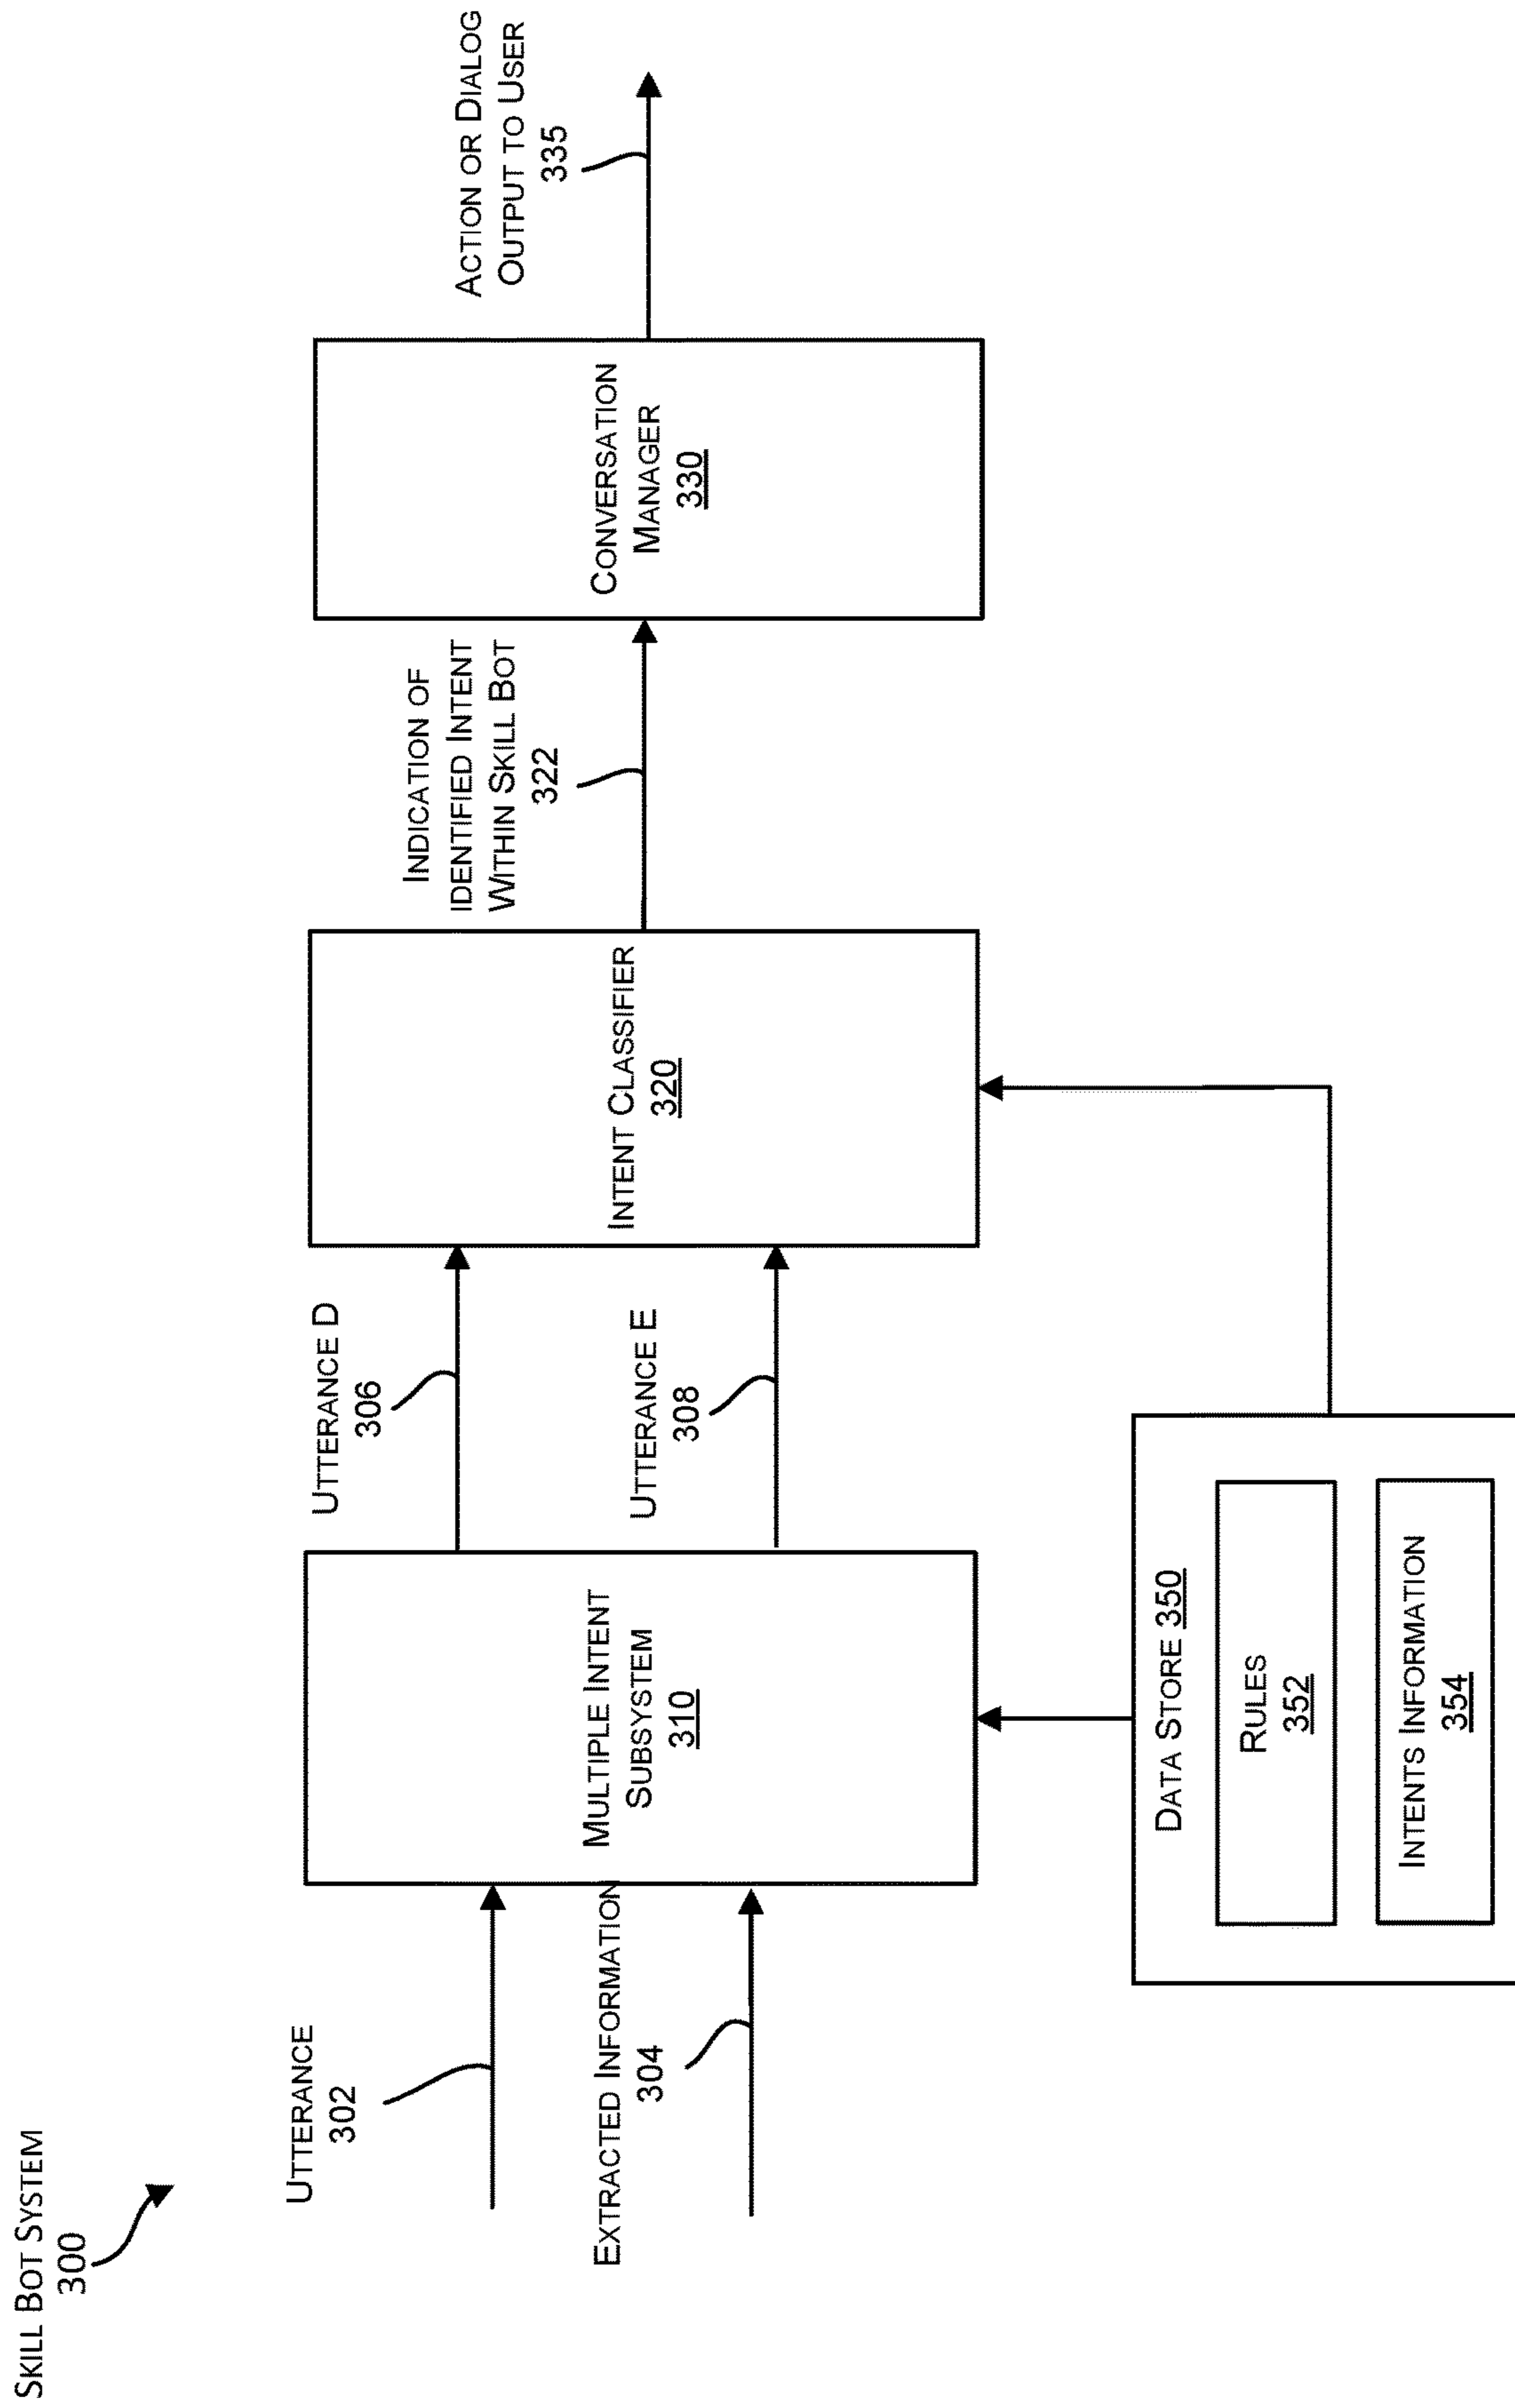 SKILL BOT SYSTEM
300
UTTERANCE
302
EXTRACTED INFORMATION
304
MULTIPLE INTENT
SUBSYSTEM
310
UTTERANCE D
306
UTTERANCE E
308
INTENT CLASSIFIER
320
INDICATION OF
IDENTIFIED INTENT
WITHIN SKILL BOT
322
CONVERSATION
MANAGER
330
ACTION OR DIALOG
OUTPUT TO USER
335
DATA STORE 350
RULES
352
INTENTS INFORMATION
354